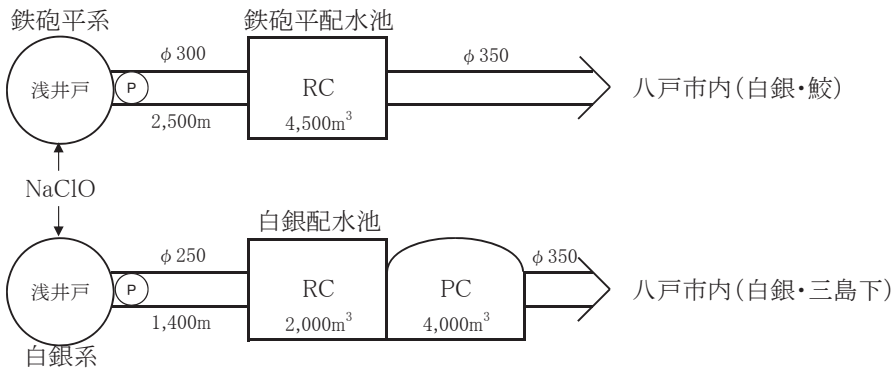 鉄砲平系
鉄砲平配水池
φ300
φ350
浅井戸
P
RC
八戸市内(白銀・鮫)
2,500m
4,500m³
NaClO
白銀配水池
φ250
φ350
浅井戸
P
RC
PC
八戸市内(白銀・三島下)
1,400m
2,000m³
4,000m³
白銀系